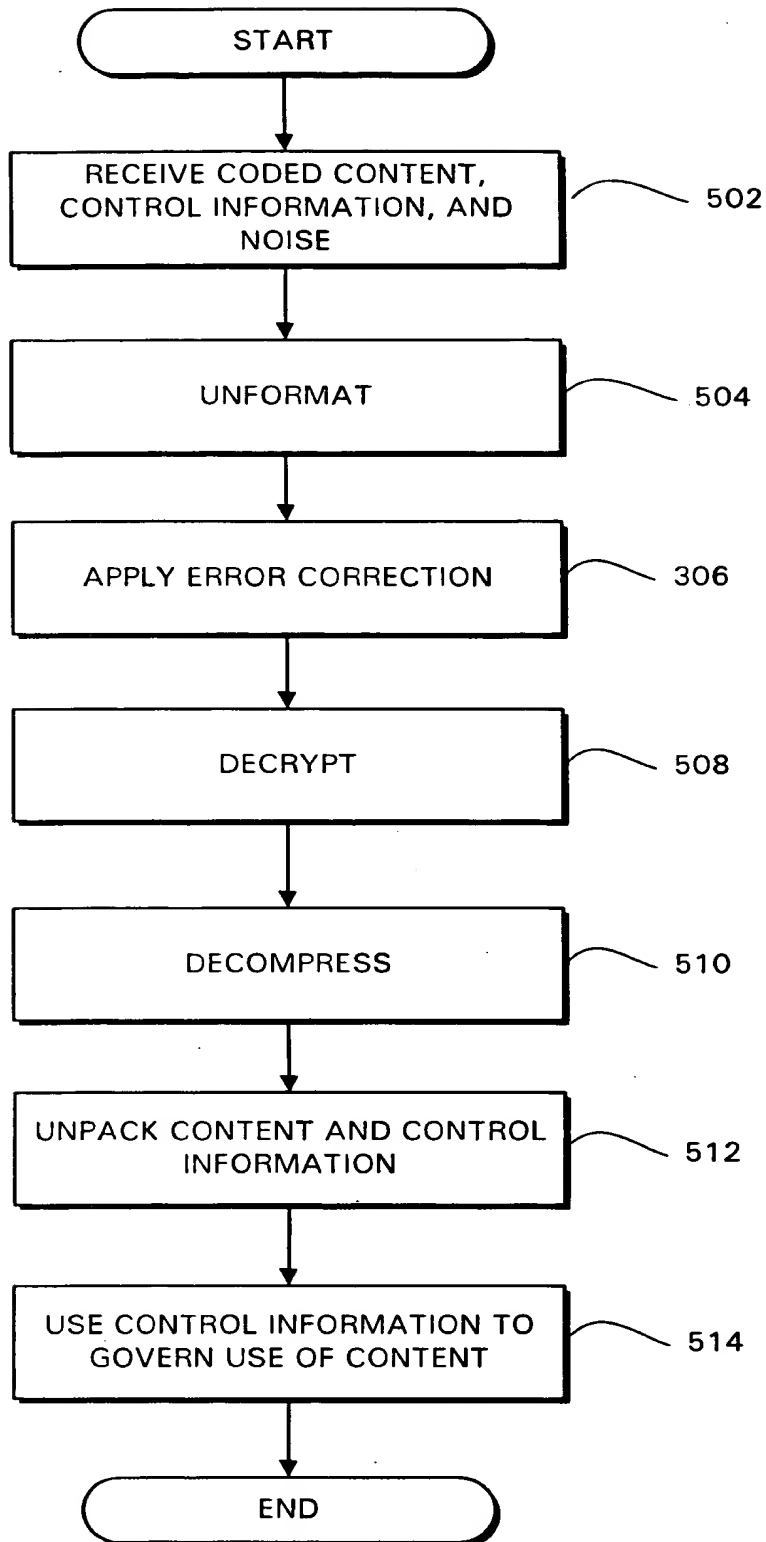 START
RECEIVE CODED CONTENT,
CONTROL INFORMATION, AND
NOISE
502
UNFORMAT
504
APPLY ERROR CORRECTION
306
DECRYPT
508
DECOMPRESS
510
UNPACK CONTENT AND CONTROL
INFORMATION
512
USE CONTROL INFORMATION TO
GOVERN USE OF CONTENT
514
END